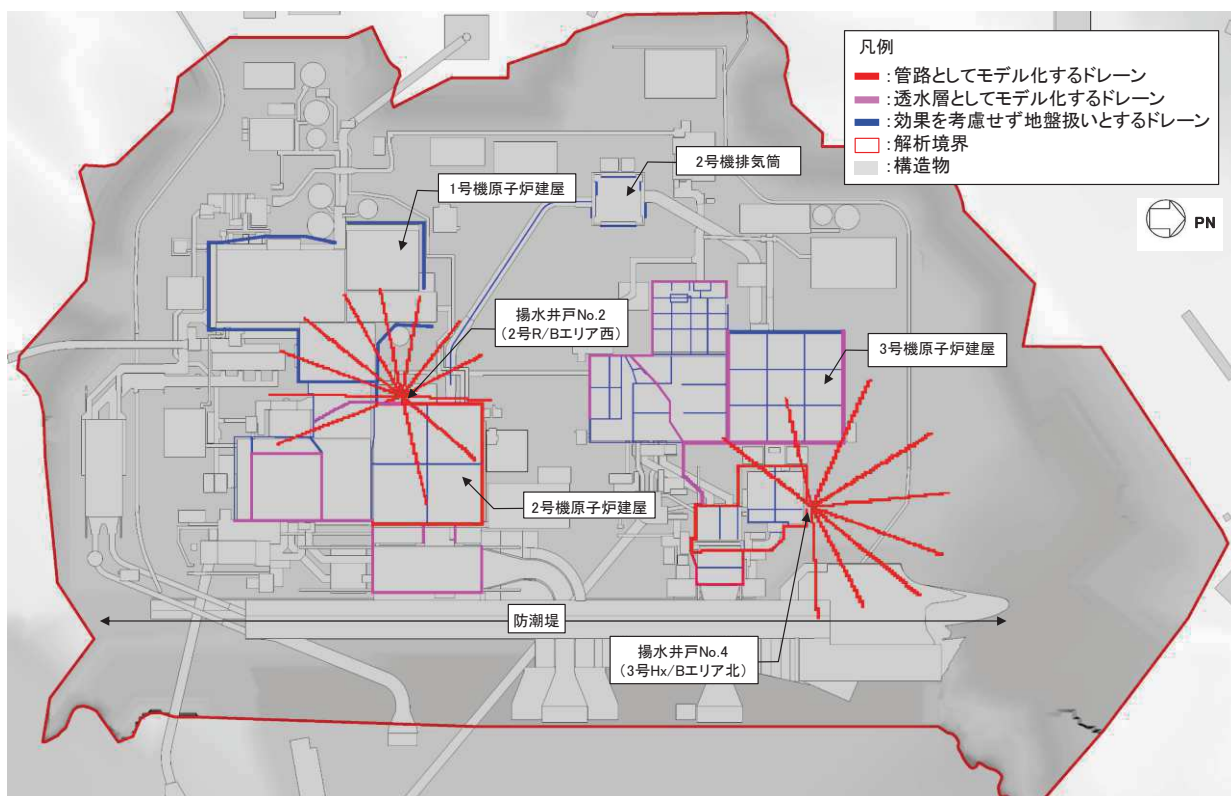 凡例
：管路としてモデル化するドレーン
：透水層としてモデル化するドレーン
：効果を考慮せず地盤扱いとするドレーン
：解析境界
：構造物
PN
2号機排気筒
1号機原子炉建屋
揚水井戸No.2
（2号R/Bエリア西）
3号機原子炉建屋
2号機原子炉建屋
防潮堤
揚水井戸No.4
（3号Hx/Bエリア北）